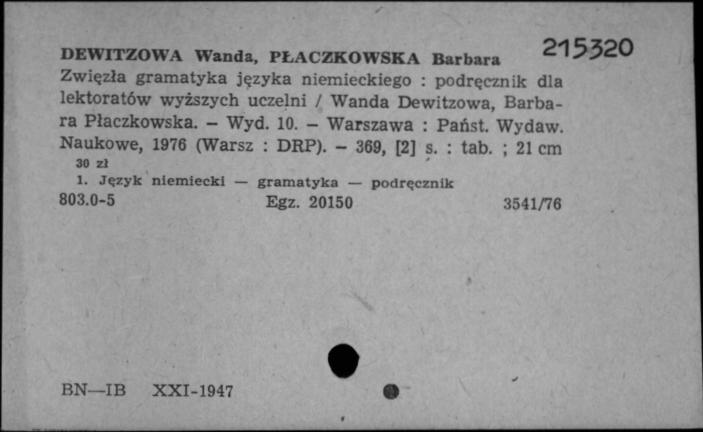 215320
DEWITZOWA Wanda, PŁACZKOWSKA Barbara
Zwięzła gramatyka języka niemieckiego : podręcznik dla
lektoratów wyższych uczelni / Wanda Dewitzowa, Barba-
ra Płaczkowska. — Wyd. 10. — Warszawa : Państ. Wydaw.
Naukowe, 1976 (Warsz : DRP). — 369, [2] s. : tab. ; 21 cm
30 zł
1. Język niemiecki — gramatyka — podręcznik
803.0-5 Egz. 20150 3541/76
BN—IB XXI-1947